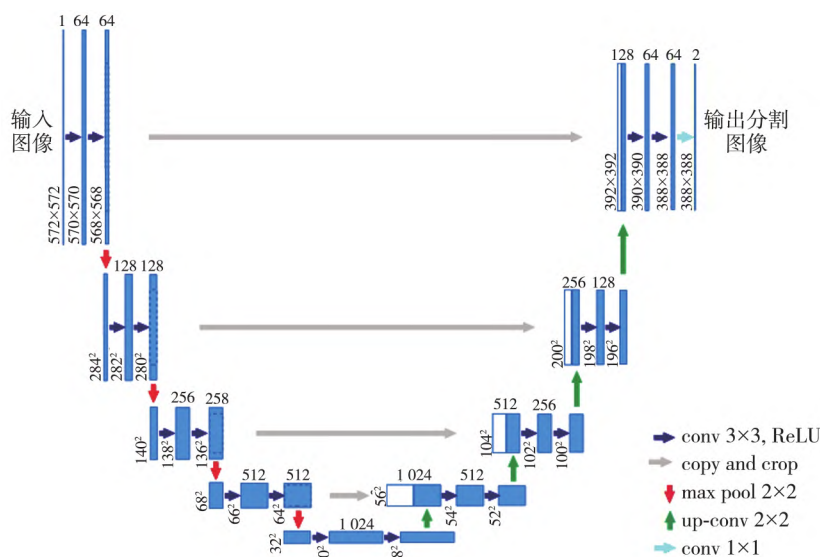 1 64 64
128 64 64 2
输入
图像
输出分割
图像
572×572
570×570
568×568
392×392
390×390
388×388
388×388
128 128
256 128
284²
282²
280²
200²
198²
196²
256 258
512 256
140²
138²
136²
104²
102²
100²
512 512
1 024 512
68²
66²
64²
56²
54²
52²
1 024
32²
0²
8²
conv 3×3, ReLU
copy and crop
max pool 2×2
up-conv 2×2
conv 1×1